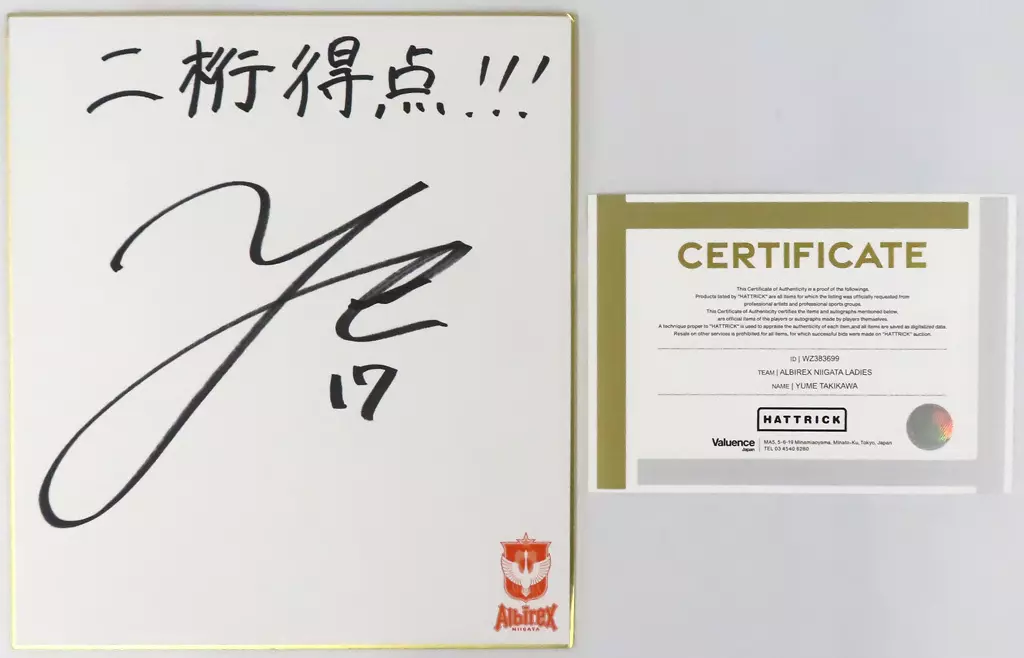 二桁得点!!!
17
Albirex
NIIGATA
CERTIFICATE
This Certificate of Authenticity is a proof of the followings.
Products listed by "HATTRICK" are all items for which the listing was officially requested from
professional artists and professional sports groups.
This Certificate of Authenticity certifies the items and autographs mentioned below,
are official items of the players or autographs made by players themselves.
A technique proper to "HATTRICK" is used to appraise the authenticity of each item,and all items are saved as digitalized data.
Resale on other services is prohibited for all items, for which successful bids were made on "HATTRICK" auction.
ID | WZ383699
TEAM | ALBIREX NIIGATA LADIES
NAME | YUME TAKIKAWA
HATTRICK
Valuence
Japan
MA5, 5-6-19 Minamiaoyama, Minato-Ku, Tokyo, Japan
TEL 03 4540 6260